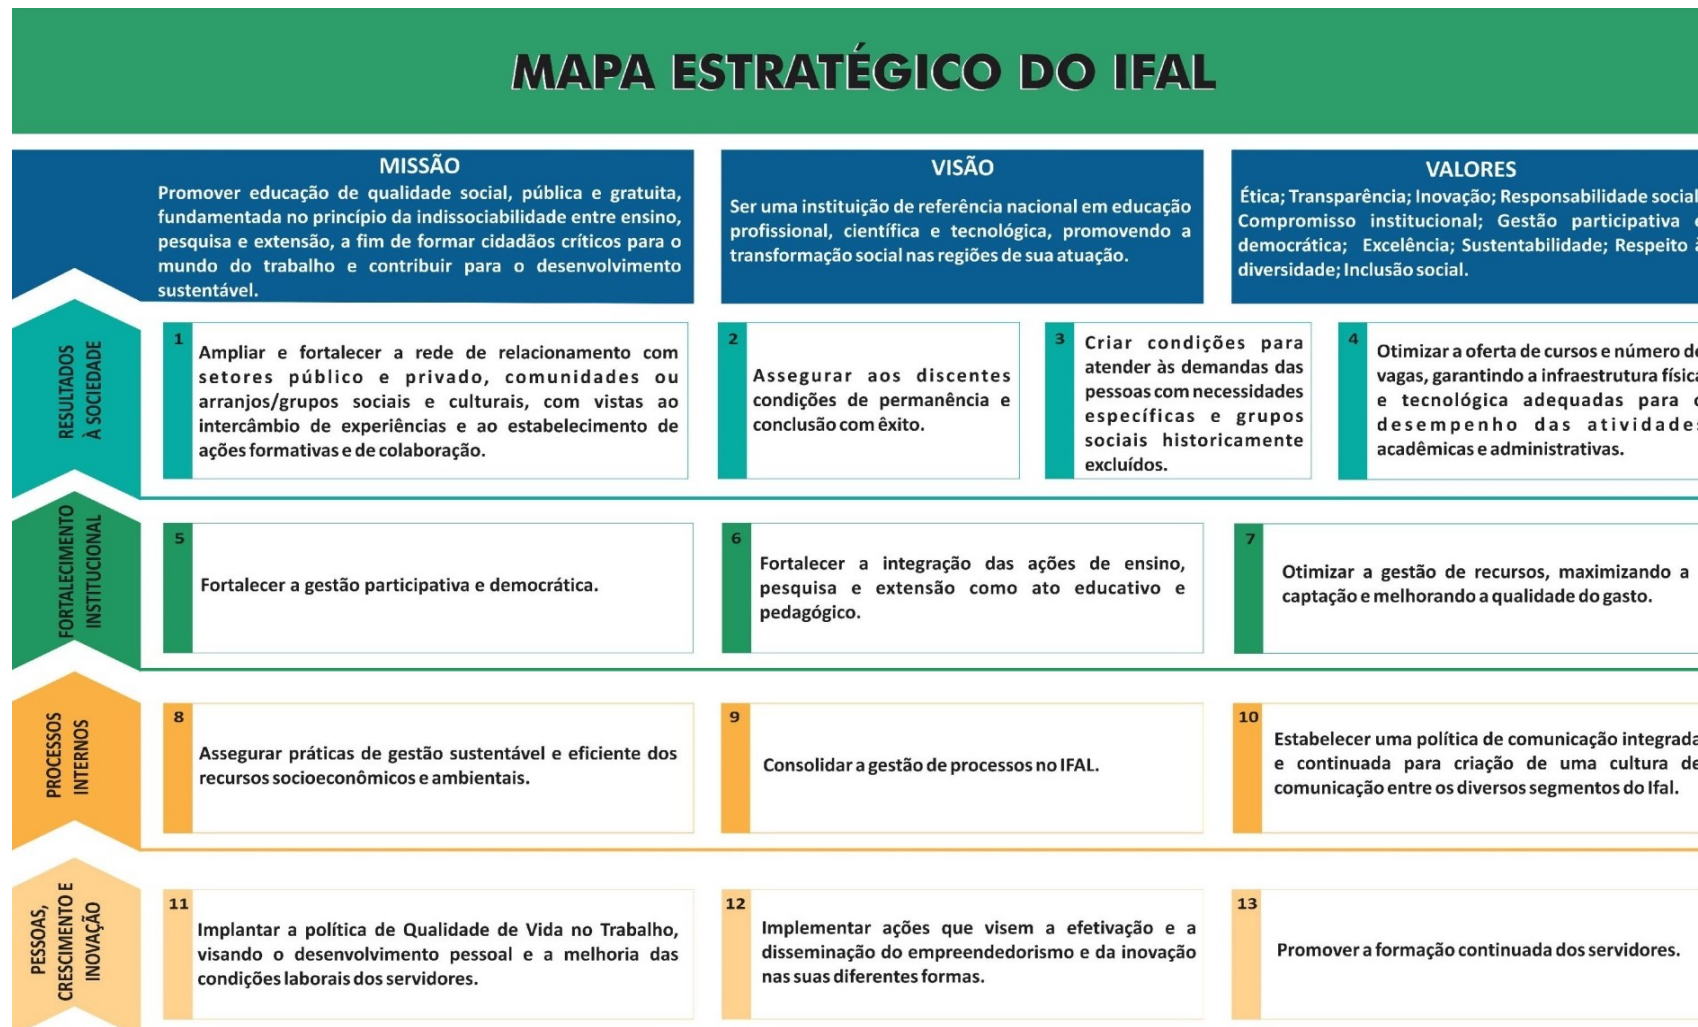 MAPA ESTRATÉGICO DO IFAL
MISSÃO
Promover educação de qualidade social, pública e gratuita,
fundamentada no princípio da indissociabilidade entre ensino,
pesquisa e extensão, a fim de formar cidadãos críticos para o
mundo do trabalho e contribuir para o desenvolvimento
sustentável.
VISÃO
Ser uma instituição de referência nacional em educação
profissional, científica e tecnológica, promovendo a
transformação social nas regiões de sua atuação.
VALORES
Ética; Transparência; Inovação; Responsabilidade social
Compromisso institucional; Gestão participativa
democrática; Excelência; Sustentabilidade; Respeito
diversidade; Inclusão social.
RESULTADOS
À SOCIEDADE
1
Ampliar e fortalecer a rede de relacionamento com
setores público e privado, comunidades ou
arranjos/grupos sociais e culturais, com vistas ao
intercâmbio de experiências e ao estabelecimento de
ações formativas e de colaboração.
2
Assegurar aos discentes
condições de permanência e
conclusão com êxito.
3
Criar condições para
atender às demandas das
pessoas com necessidades
específicas e grupos
sociais historicamente
excluídos.
4
Otimizar a oferta de cursos e número de
vagas, garantindo a infraestrutura física
e tecnológica adequadas para o
desempenho das atividades
acadêmicas e administrativas.
FORTALECIMENTO
INSTITUCIONAL
5
Fortalecer a gestão participativa e democrática.
6
Fortalecer a integração das ações de ensino,
pesquisa e extensão como ato educativo e
pedagógico.
7
Otimizar a gestão de recursos, maximizando a
captação e melhorando a qualidade do gasto.
PROCESSOS
INTERNOS
8
Assegurar práticas de gestão sustentável e eficiente dos
recursos socioeconômicos e ambientais.
9
Consolidar a gestão de processos no IFAL.
10
Estabelecer uma política de comunicação integrada
e continuada para criação de uma cultura de
comunicação entre os diversos segmentos do Ifal.
PESSOAS,
CRESCIMENTO E
INOVAÇÃO
11
Implantar a política de Qualidade de Vida no Trabalho,
visando o desenvolvimento pessoal e a melhoria das
condições laborais dos servidores.
12
Implementar ações que visem a efetivação e a
disseminação do empreendedorismo e da inovação
nas suas diferentes formas.
13
Promover a formação continuada dos servidores.